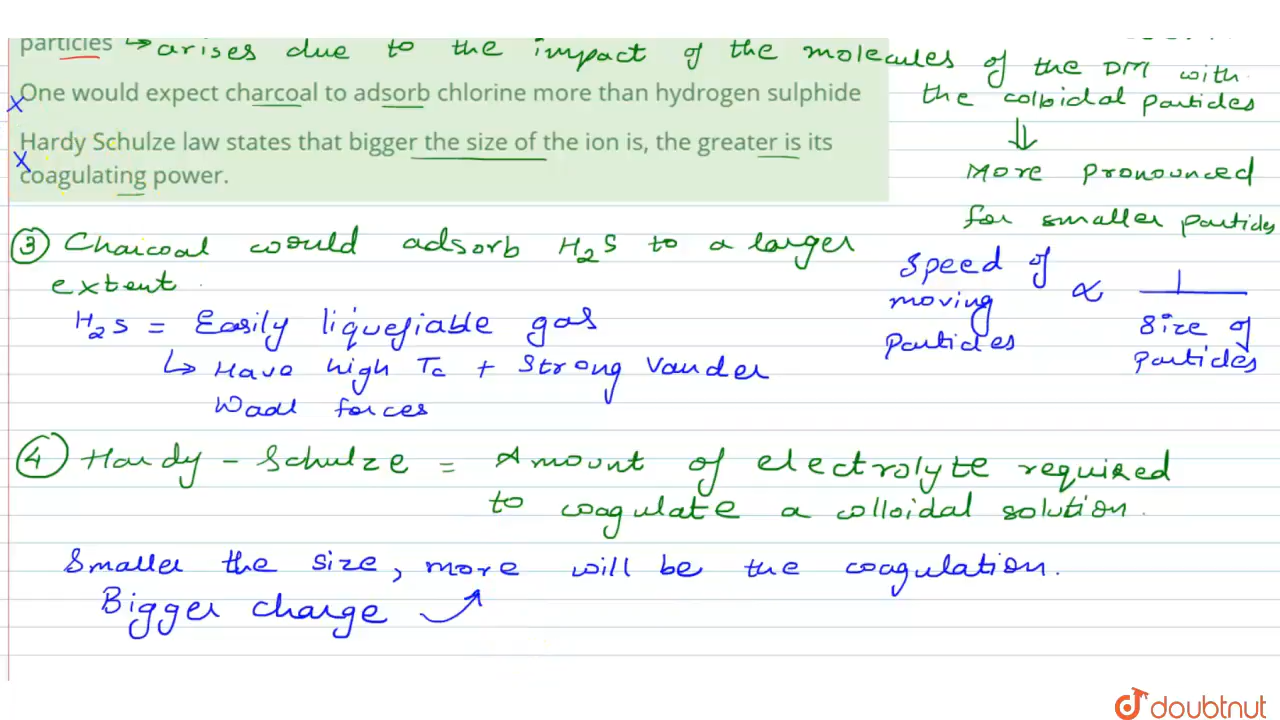 particles ↳ arises due to the impact of the molecules of the DM with
the colloidal particles
One would expect charcoal to adsorb chlorine more than hydrogen sulphide
x
Hardy Schulze law states that bigger the size of the ion is, the greater is its
x
coagulating power.
⇓
More pronounced
for smaller particles
③ Charcoal would adsorb H2S to a larger
extent.
H2S = Easily liquefiable gas
↳ Have high Tc + Strong Vander
Waal forces
Speed of
moving
particles
∝
1
Size of
particles
④ Hardy - Schulze = Amount of electrolyte required
to coagulate a colloidal solution.
Smaller the size, more will be the coagulation.
Bigger charge
doubtnut